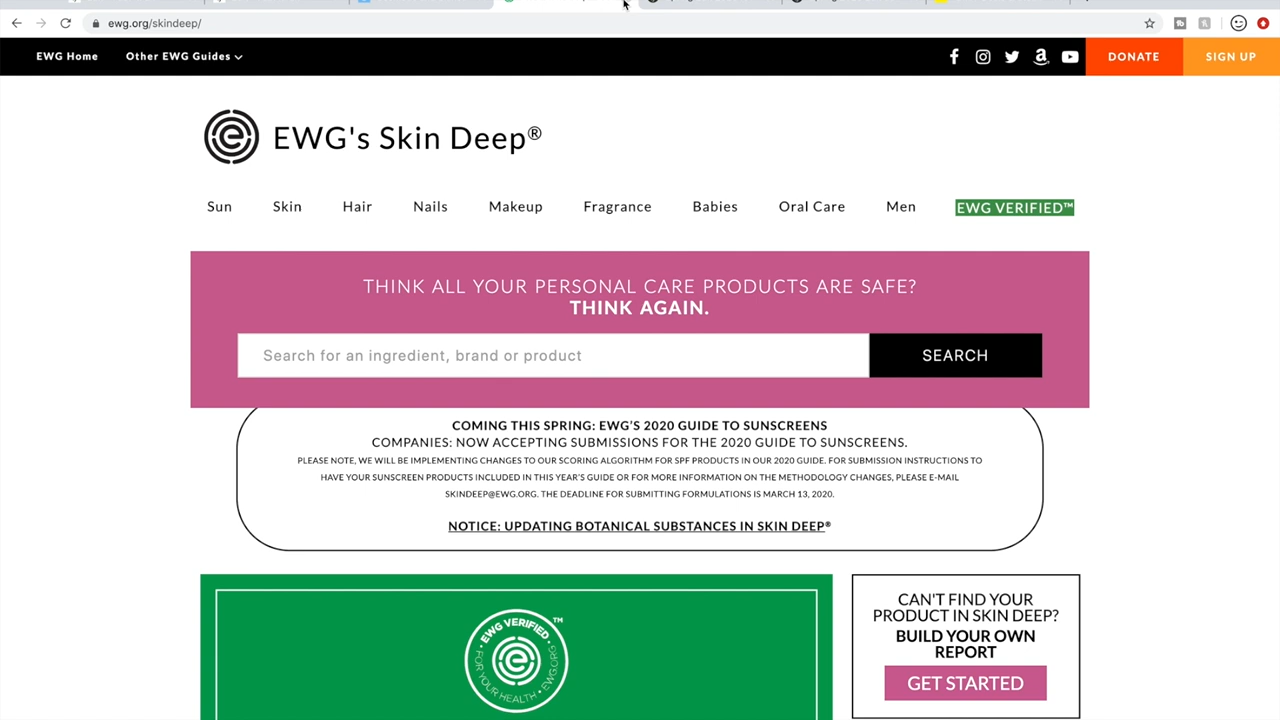 ewg.org/skindeep/
EWG Home Other EWG Guides DONATE SIGN UP
EWG's Skin Deep®
Sun Skin Hair Nails Makeup Fragrance Babies Oral Care Men EWG VERIFIED™
THINK ALL YOUR PERSONAL CARE PRODUCTS ARE SAFE?
THINK AGAIN.
Search for an ingredient, brand or product SEARCH
COMING THIS SPRING: EWG'S 2020 GUIDE TO SUNSCREENS
COMPANIES: NOW ACCEPTING SUBMISSIONS FOR THE 2020 GUIDE TO SUNSCREENS.
PLEASE NOTE, WE WILL BE IMPLEMENTING CHANGES TO OUR SCORING ALGORITHM FOR SPF PRODUCTS IN OUR 2020 GUIDE. FOR SUBMISSION INSTRUCTIONS TO
HAVE YOUR SUNSCREEN PRODUCTS INCLUDED IN THIS YEAR'S GUIDE OR FOR MORE INFORMATION ON THE METHODOLOGY CHANGES, PLEASE E-MAIL
SKINDEEP@EWG.ORG. THE DEADLINE FOR SUBMITTING FORMULATIONS IS MARCH 13, 2020.
NOTICE: UPDATING BOTANICAL SUBSTANCES IN SKIN DEEP®
EWG VERIFIED ™
FOR YOUR HEALTH • EWG.ORG
CAN'T FIND YOUR
PRODUCT IN SKIN DEEP?
BUILD YOUR OWN
REPORT
GET STARTED